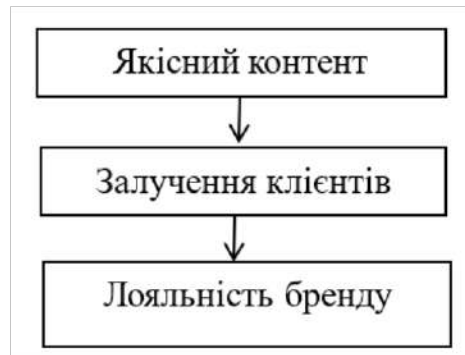 Якісний контент
Залучення клієнтів
Лояльність бренду